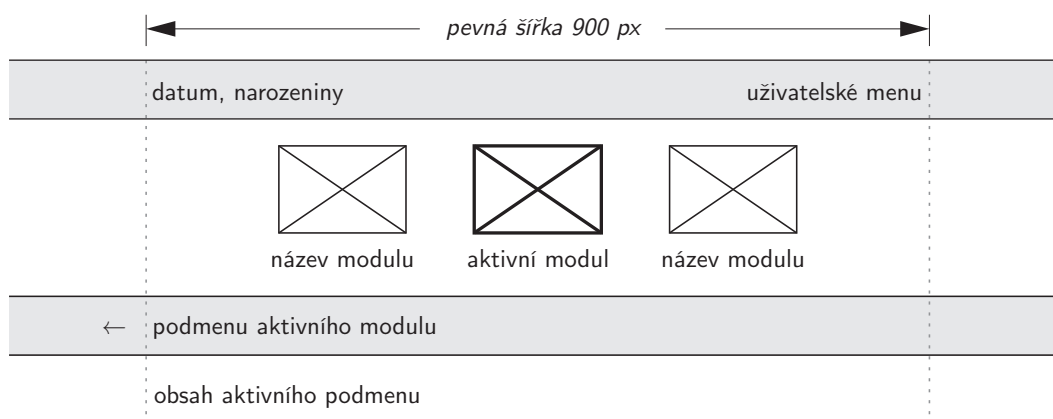 pevná šířka 900 px
datum, narozeniny
uživatelské menu
název modulu
aktivní modul
název modulu
← podmenu aktivního modulu
obsah aktivního podmenu